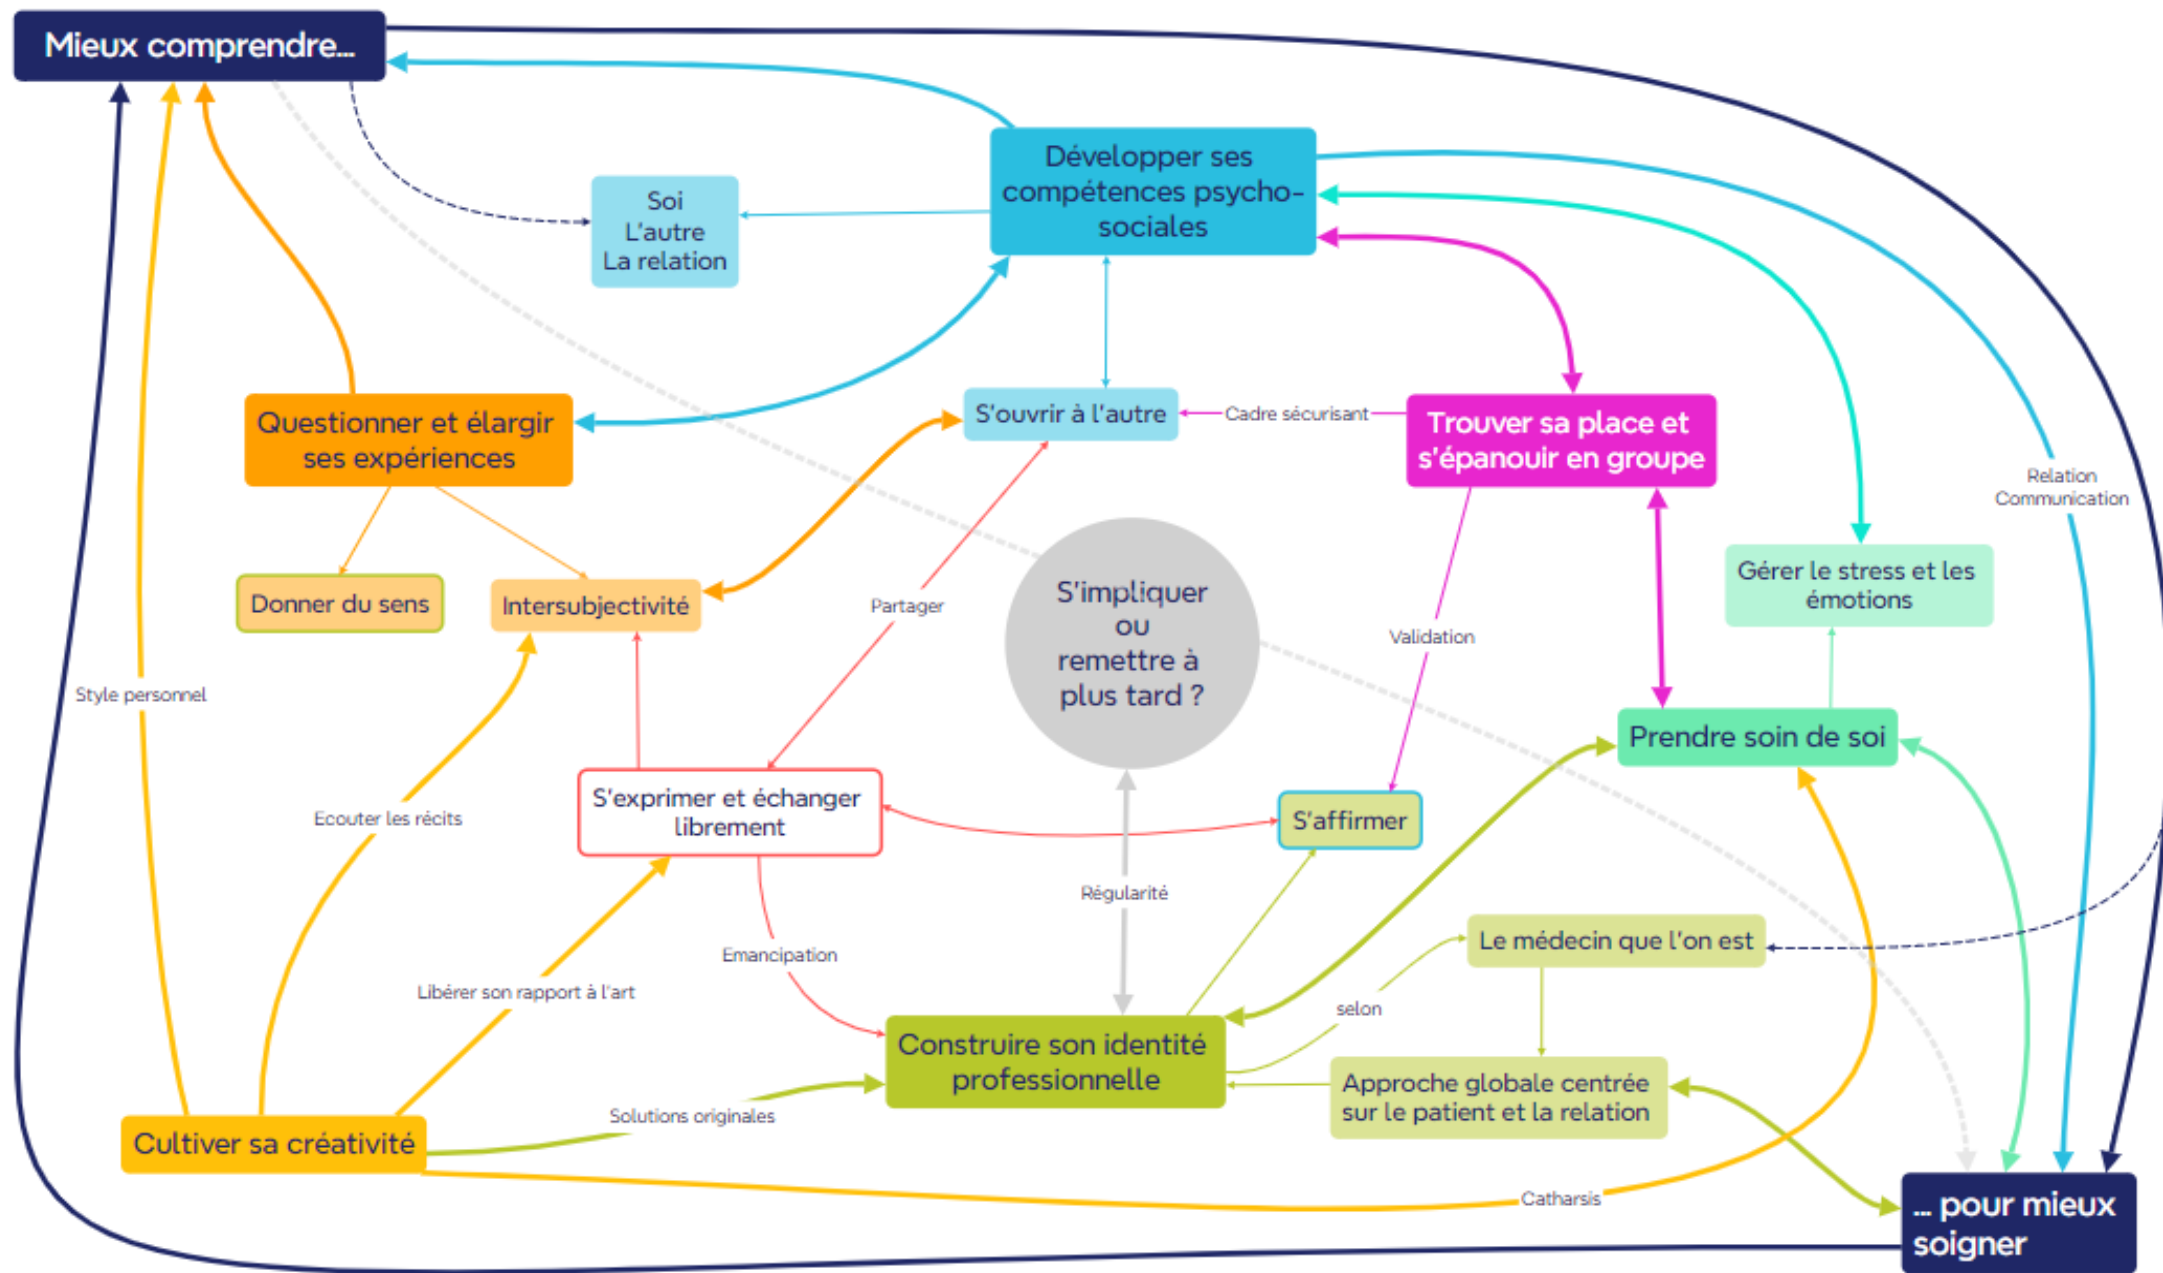 Mieux comprendre...
Développer ses
compétences psycho-
sociales
Soi
L'autre
La relation
Questionner et élargir
ses expériences
S'ouvrir à l'autre
Cadre sécurisant
Trouver sa place et
s'épanouir en groupe
Relation
Communication
Donner du sens
Intersubjectivité
Partager
S'impliquer
ou
remettre à
plus tard ?
Validation
Gérer le stress et les
émotions
Style personnel
Prendre soin de soi
Ecouter les récits
S'exprimer et échanger
librement
S'affirmer
Régularité
Emancipation
Le médecin que l'on est
Libérer son rapport à l'art
selon
Construire son identité
professionnelle
Approche globale centrée
sur le patient et la relation
Solutions originales
Cultiver sa créativité
Catharsis
... pour mieux
soigner